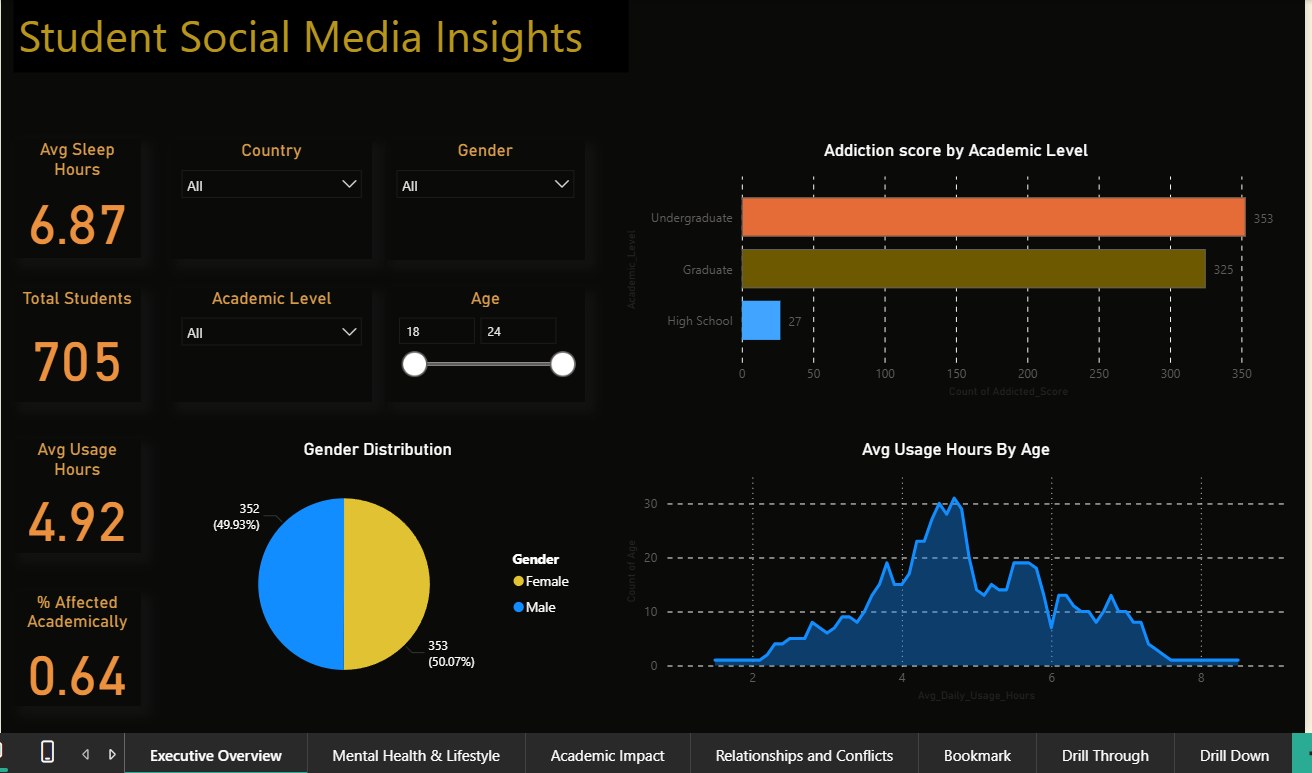 Student Social Media Insights
Avg Sleep
Hours
6.87
Country
All
Gender
All
Total Students
705
Academic Level
All
Age
18
24
Avg Usage
Hours
4.92
% Affected
Academically
0.64
Gender Distribution
352
(49.93%)
353
(50.07%)
Gender
Female
Male
Addiction score by Academic Level
Academic_Level
Undergraduate
353
Graduate
325
High School
27
0 50 100 150 200 250 300 350
Count of Addicted_Score
Avg Usage Hours By Age
Count of Age
30
20
10
0
2 4 6 8
Avg_Daily_Usage_Hours
Executive Overview
Mental Health & Lifestyle
Academic Impact
Relationships and Conflicts
Bookmark
Drill Through
Drill Down